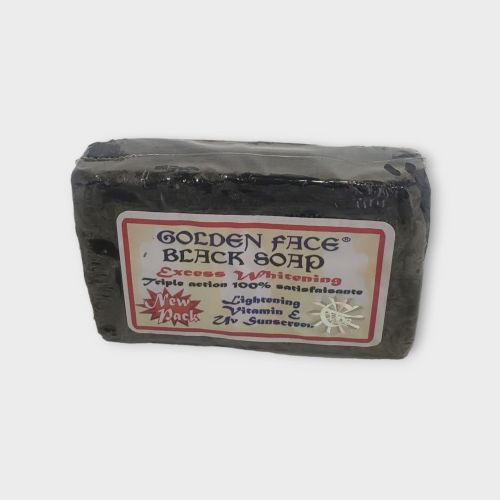 GOLDEN FACE®
BLACK SOAP
Excess Whitening
Triple action 100% satisfaisante
New
Pack
Lightening
Vitamin E
Uv Sunscreen